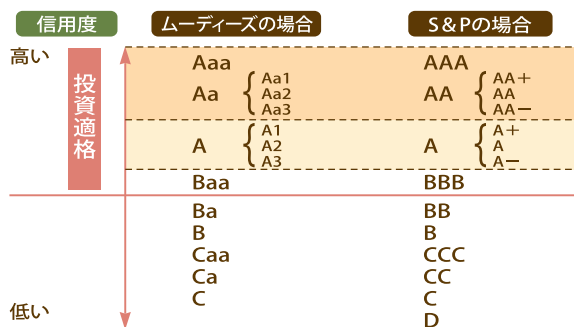 信用度 ムーディーズの場合 S&Pの場合
高い
投資適格
Aaa AAA
Aa Aa1 Aa2 Aa3 AA AA+ AA AA−
A A1 A2 A3 A A+ A A−
Baa BBB
Ba BB
B B
Caa CCC
Ca CC
C C
低い D